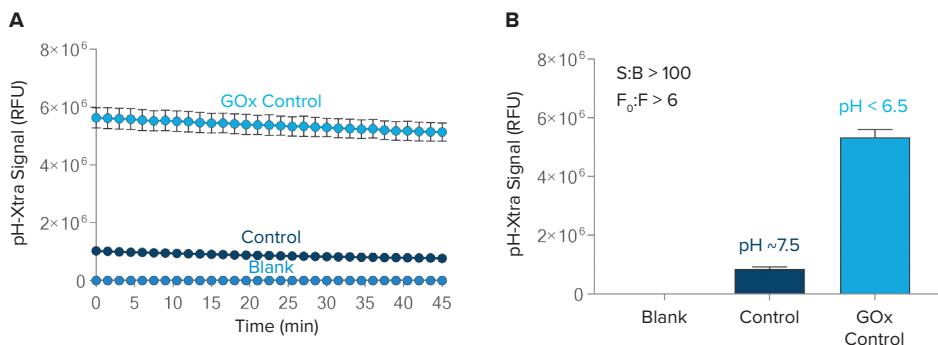 A
8×10⁶
6×10⁶
4×10⁶
2×10⁶
0
pH-Xtra Signal (RFU)
GOx Control
Control
Blank
0 5 10 15 20 25 30 35 40 45
Time (min)
B
8×10⁶
6×10⁶
4×10⁶
2×10⁶
0
pH-Xtra Signal (RFU)
S:B > 100
F₀:F > 6
pH ~7.5
pH < 6.5
Blank
Control
GOx
Control